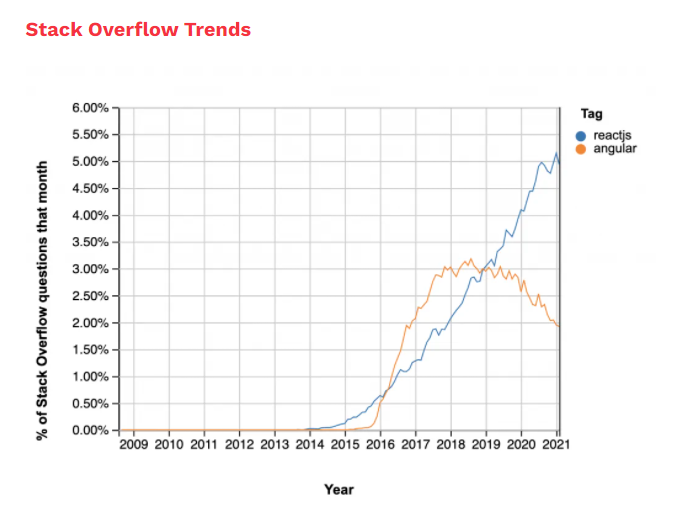 Stack Overflow Trends
6.00%
5.50%
5.00%
4.50%
4.00%
3.50%
3.00%
2.50%
2.00%
1.50%
1.00%
0.50%
0.00%
% of Stack Overflow questions that month
2009 2010 2011 2012 2013 2014 2015 2016 2017 2018 2019 2020 2021
Year
Tag
reactjs
angular